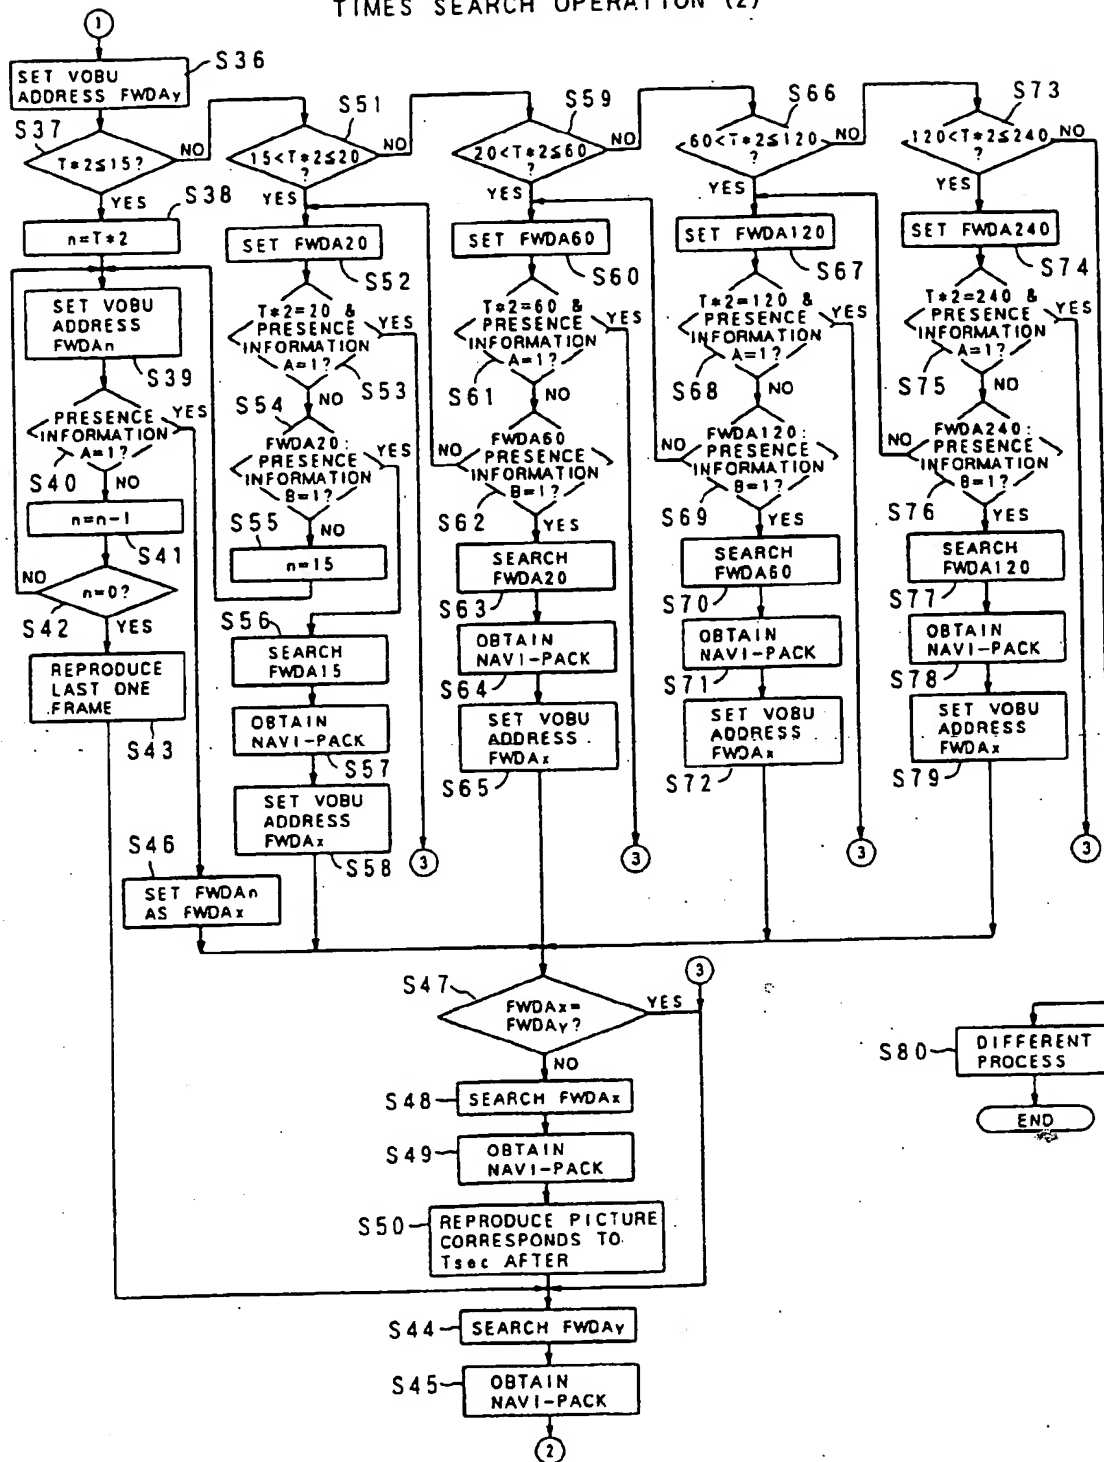 TIMES SEARCH OPERATION (2)
1
SET VOBU
ADDRESS FWDAy
S36
S37
T*2≦15?
NO
YES
S38
n=T*2
SET VOBU
ADDRESS
FWDAn
S39
PRESENCE
INFORMATION
A=1?
YES
S40
NO
n=n-1
S41
NO
n=0?
S42
YES
REPRODUCE
LAST ONE
FRAME
S43
S46
SET FWDAn
AS FWDAx
S51
15<T*2≦20
?
NO
YES
SET FWDA20
S52
T*2=20 &
PRESENCE
INFORMATION
A=1?
YES
S53
NO
S54
FWDA20:
PRESENCE
INFORMATION
B=1?
YES
S55
NO
n=15
S56
SEARCH
FWDA15
OBTAIN
NAVI-PACK
S57
SET VOBU
ADDRESS
FWDAx
S58
3
S59
20<T*2≦60
?
NO
YES
SET FWDA60
S60
T*2=60 &
PRESENCE
INFORMATION
A=1?
YES
S61
NO
NO
FWDA60
PRESENCE
INFORMATION
B=1?
S62
YES
SEARCH
FWDA20
S63
OBTAIN
NAVI-PACK
S64
SET VOBU
ADDRESS
FWDAx
S65
3
S66
60<T*2≦120
?
NO
YES
SET FWDA120
S67
T*2=120 &
PRESENCE
INFORMATION
A=1?
YES
S68
NO
NO
FWDA120:
PRESENCE
INFORMATION
B=1?
S69
YES
SEARCH
FWDA60
S70
OBTAIN
NAVI-PACK
S71
SET VOBU
ADDRESS
FWDAx
S72
3
S73
120<T*2≦240
?
NO
YES
SET FWDA240
S74
T*2=240 &
PRESENCE
INFORMATION
A=1?
YES
S75
NO
NO
FWDA240:
PRESENCE
INFORMATION
B=1?
S76
YES
SEARCH
FWDA120
S77
OBTAIN
NAVI-PACK
S78
SET VOBU
ADDRESS
FWDAx
S79
3
S47
FWDAx=
FWDAy?
YES
3
NO
S48
SEARCH FWDAx
S49
OBTAIN
NAVI-PACK
S50
REPRODUCE PICTURE
CORRESPONDS TO
Tsec AFTER
S44
SEARCH FWDAy
S45
OBTAIN
NAVI-PACK
2
S80
DIFFERENT
PROCESS
END